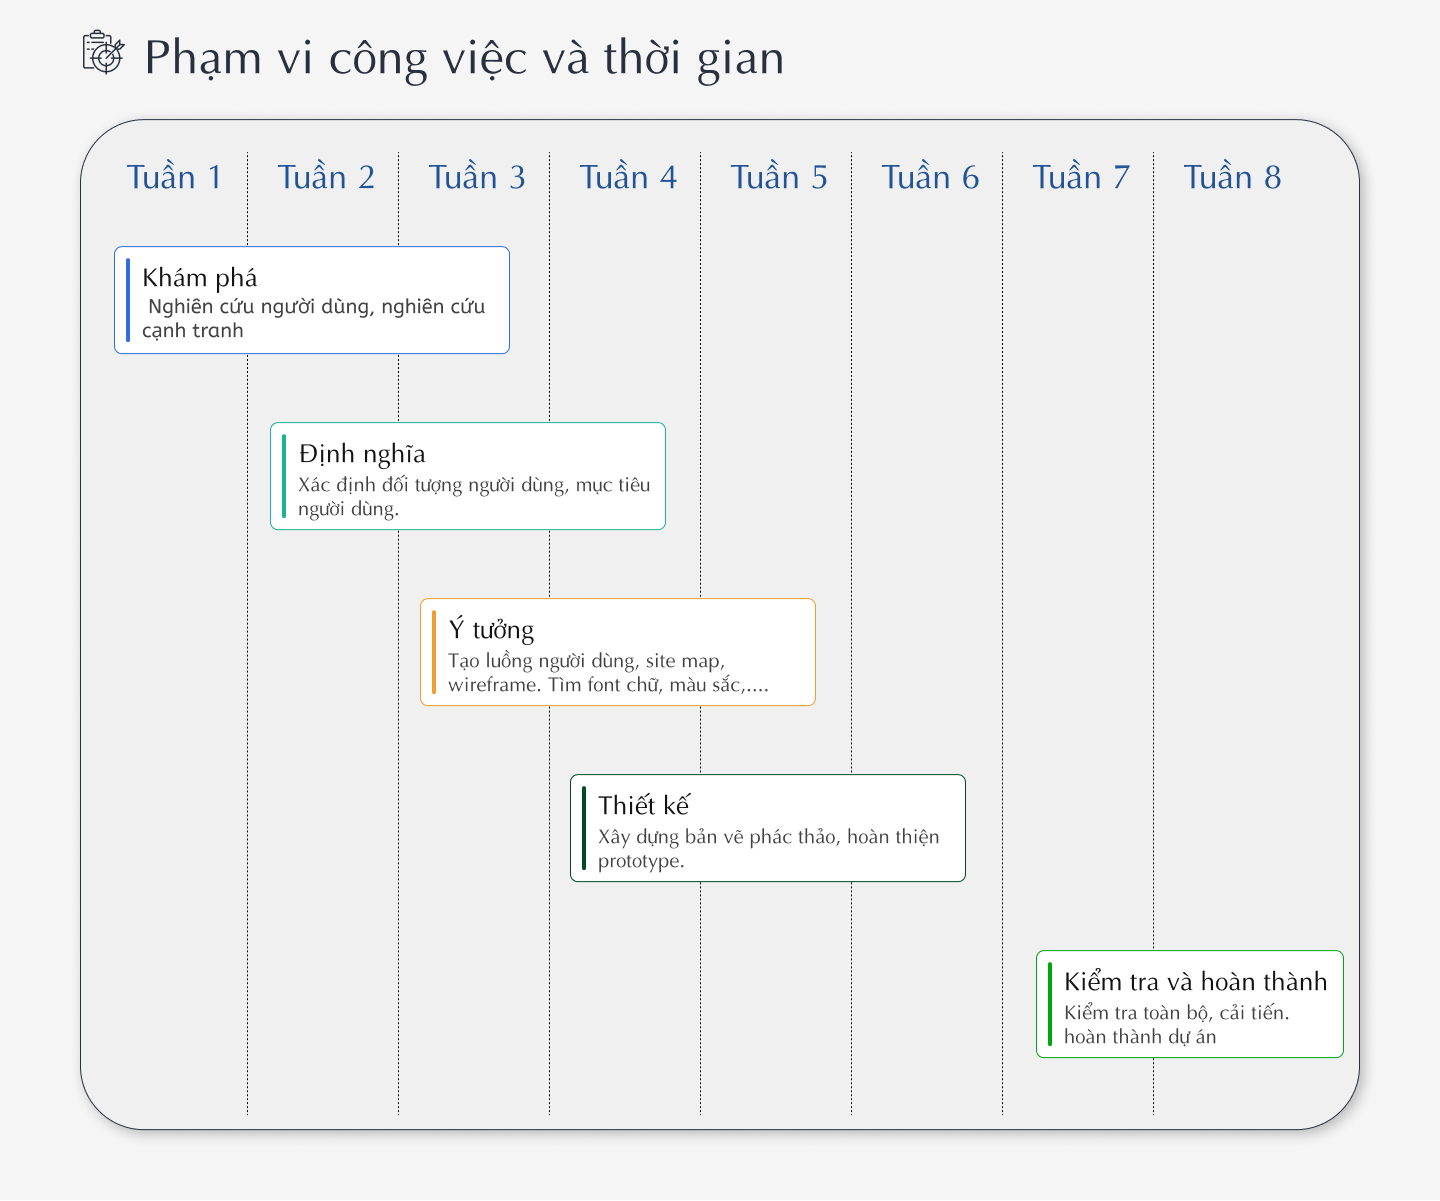 Phạm vi công việc và thời gian
Tuần 1
Tuần 2
Tuần 3
Tuần 4
Tuần 5
Tuần 6
Tuần 7
Tuần 8
Khám phá
Nghiên cứu người dùng, nghiên cứu
cạnh tranh
Định nghĩa
Xác định đối tượng người dùng, mục tiêu
người dùng.
Ý tưởng
Tạo luồng người dùng, site map,
wireframe. Tìm font chữ, màu sắc,....
Thiết kế
Xây dựng bản vẽ phác thảo, hoàn thiện
prototype.
Kiểm tra và hoàn thành
Kiểm tra toàn bộ, cải tiến.
hoàn thành dự án